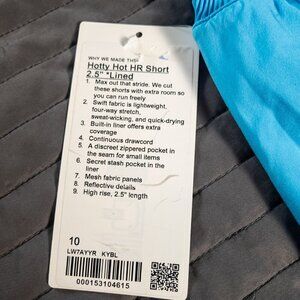 WHY WE MADE THIS
Hotty Hot HR Short
2.5" *Lined
1. Max out that stride. We cut
these shorts with extra room so
you can run freely
2. Swift fabric is lightweight,
four-way stretch,
sweat-wicking, and quick-drying
3. Built-in liner offers extra
coverage
4. Continuous drawcord
5. A discreet zippered pocket in
the seam for small items
6. Secret stash pocket in the
liner
7. Mesh fabric panels
8. Reflective details
9. High rise, 2.5" length
10
LW7AYYR KYBL
000153104615